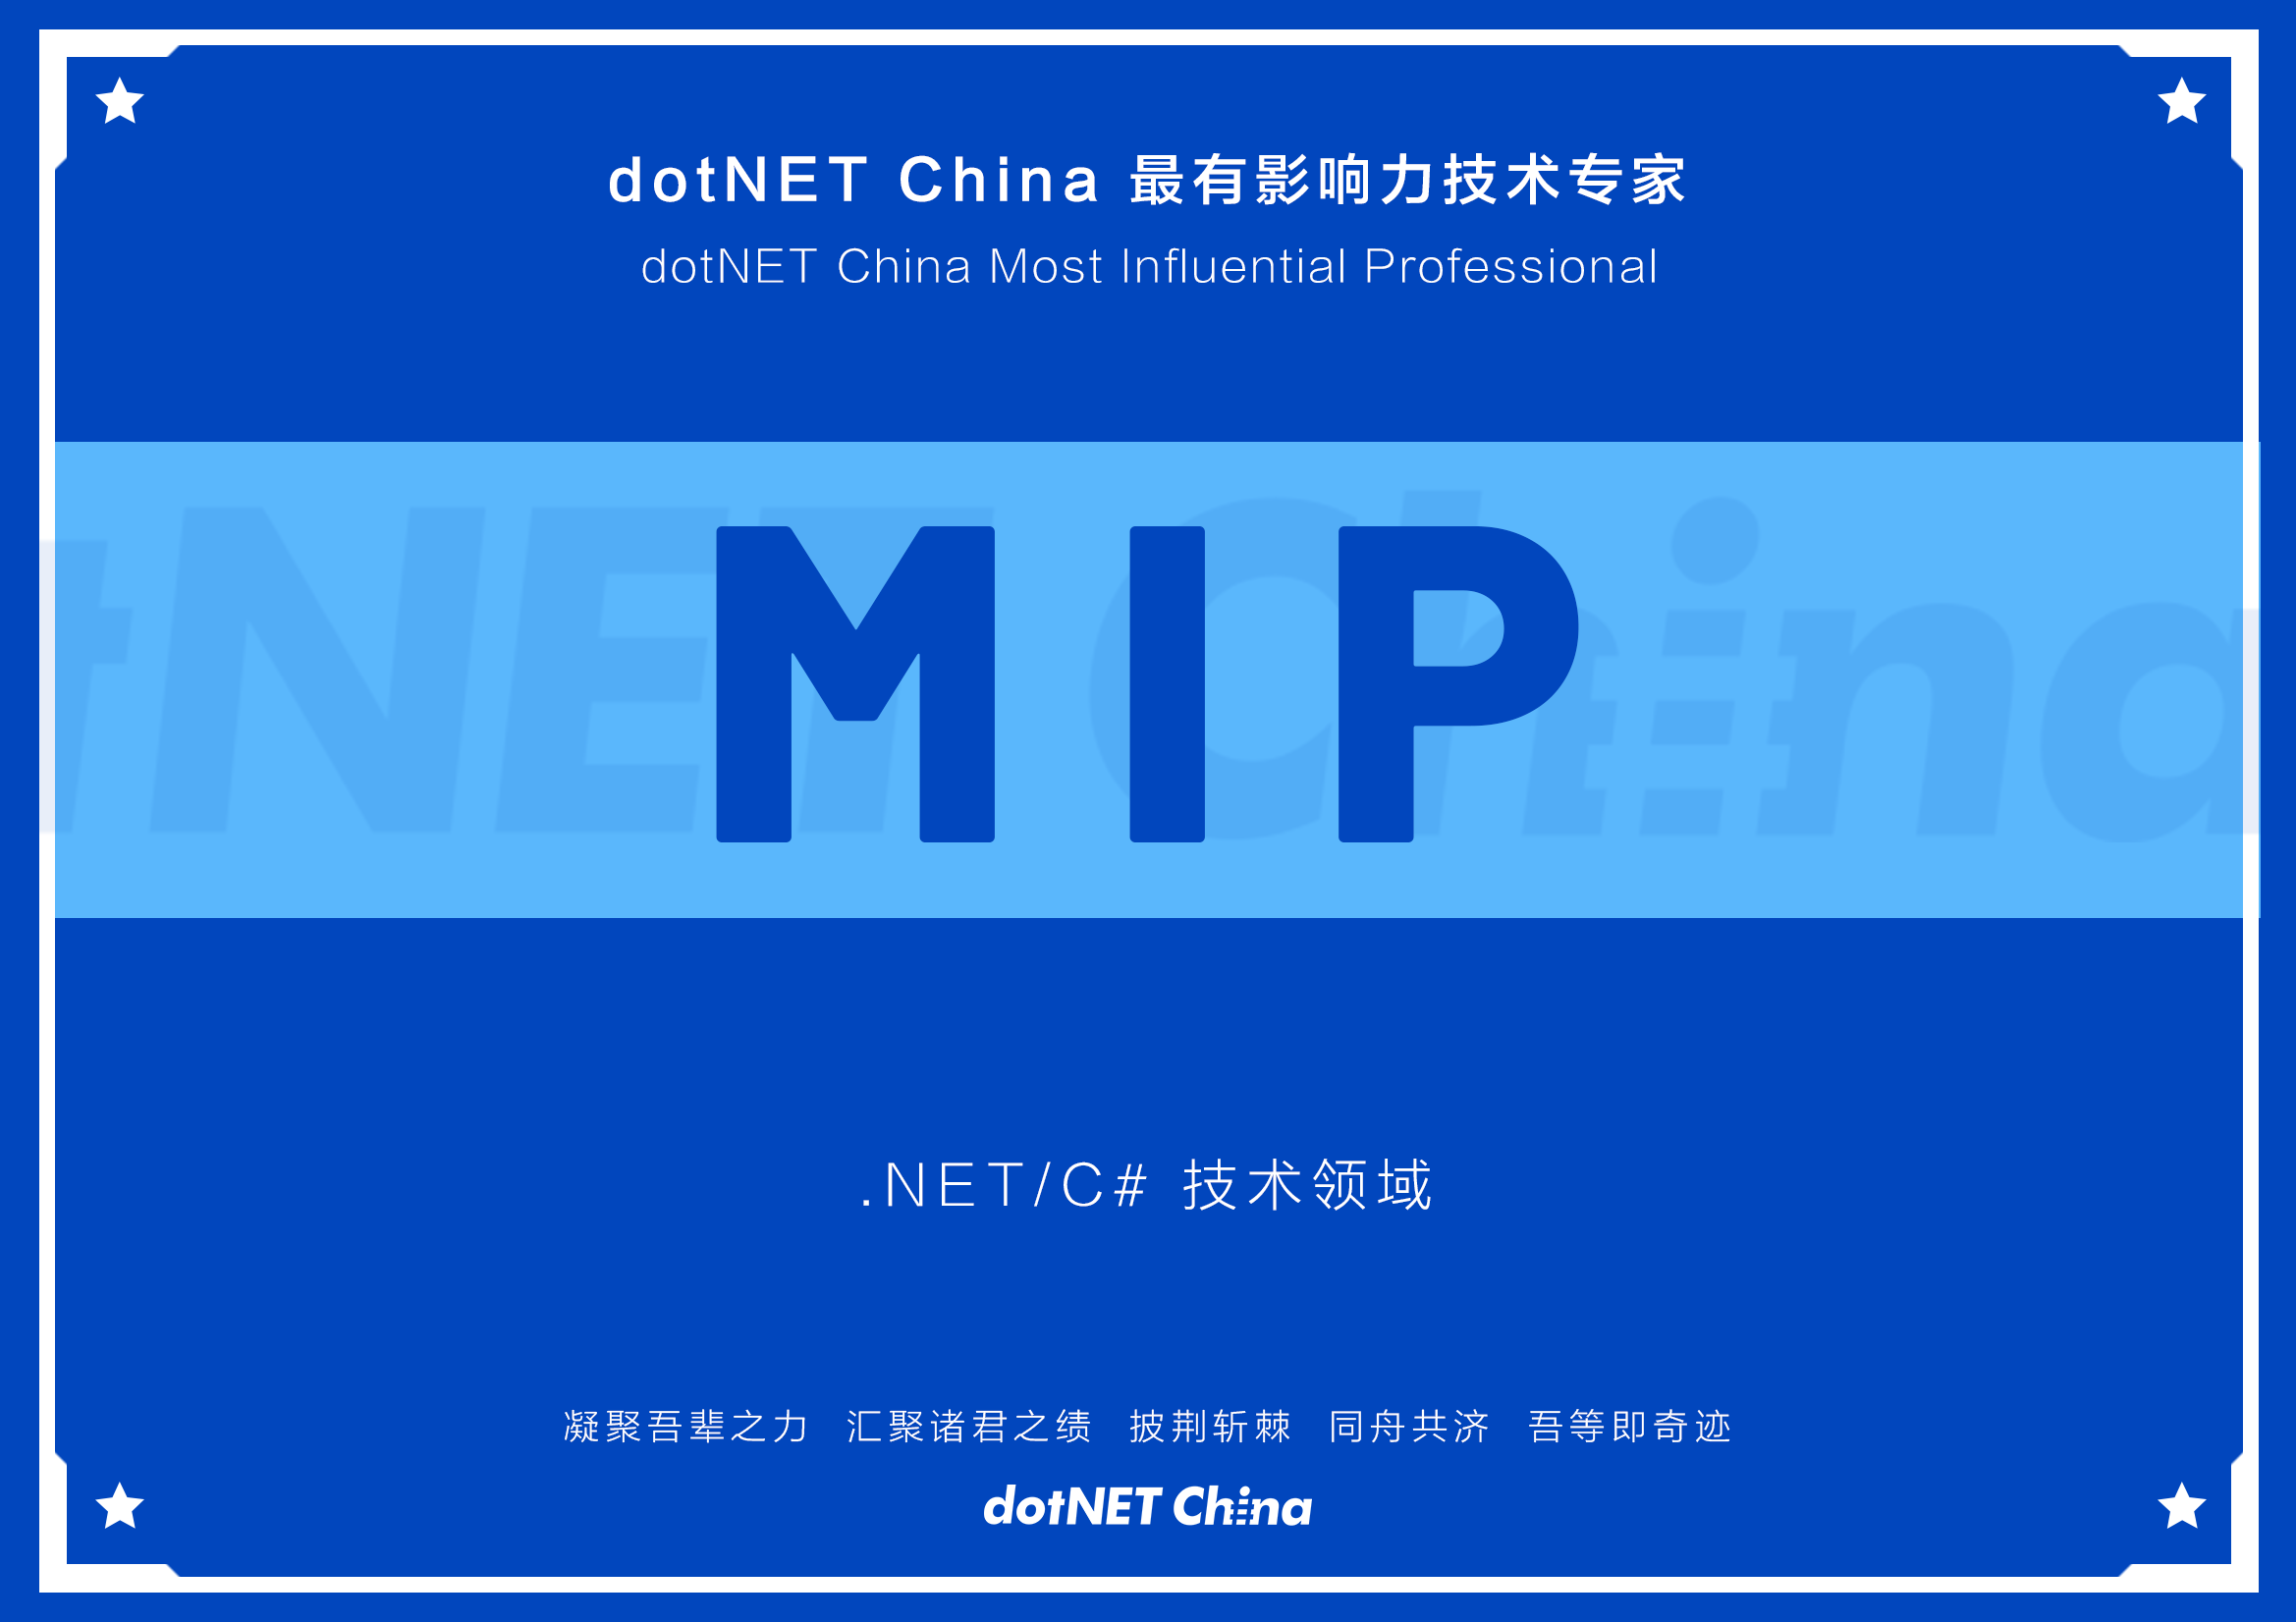 dotNET China 最有影响力技术专家
dotNET China Most Influential Professional
tNET China
MIP
.NET/C# 技术领域
凝聚吾辈之力 汇聚诸君之绩 披荆斩棘 同舟共济 吾等即奇迹
dotNET China